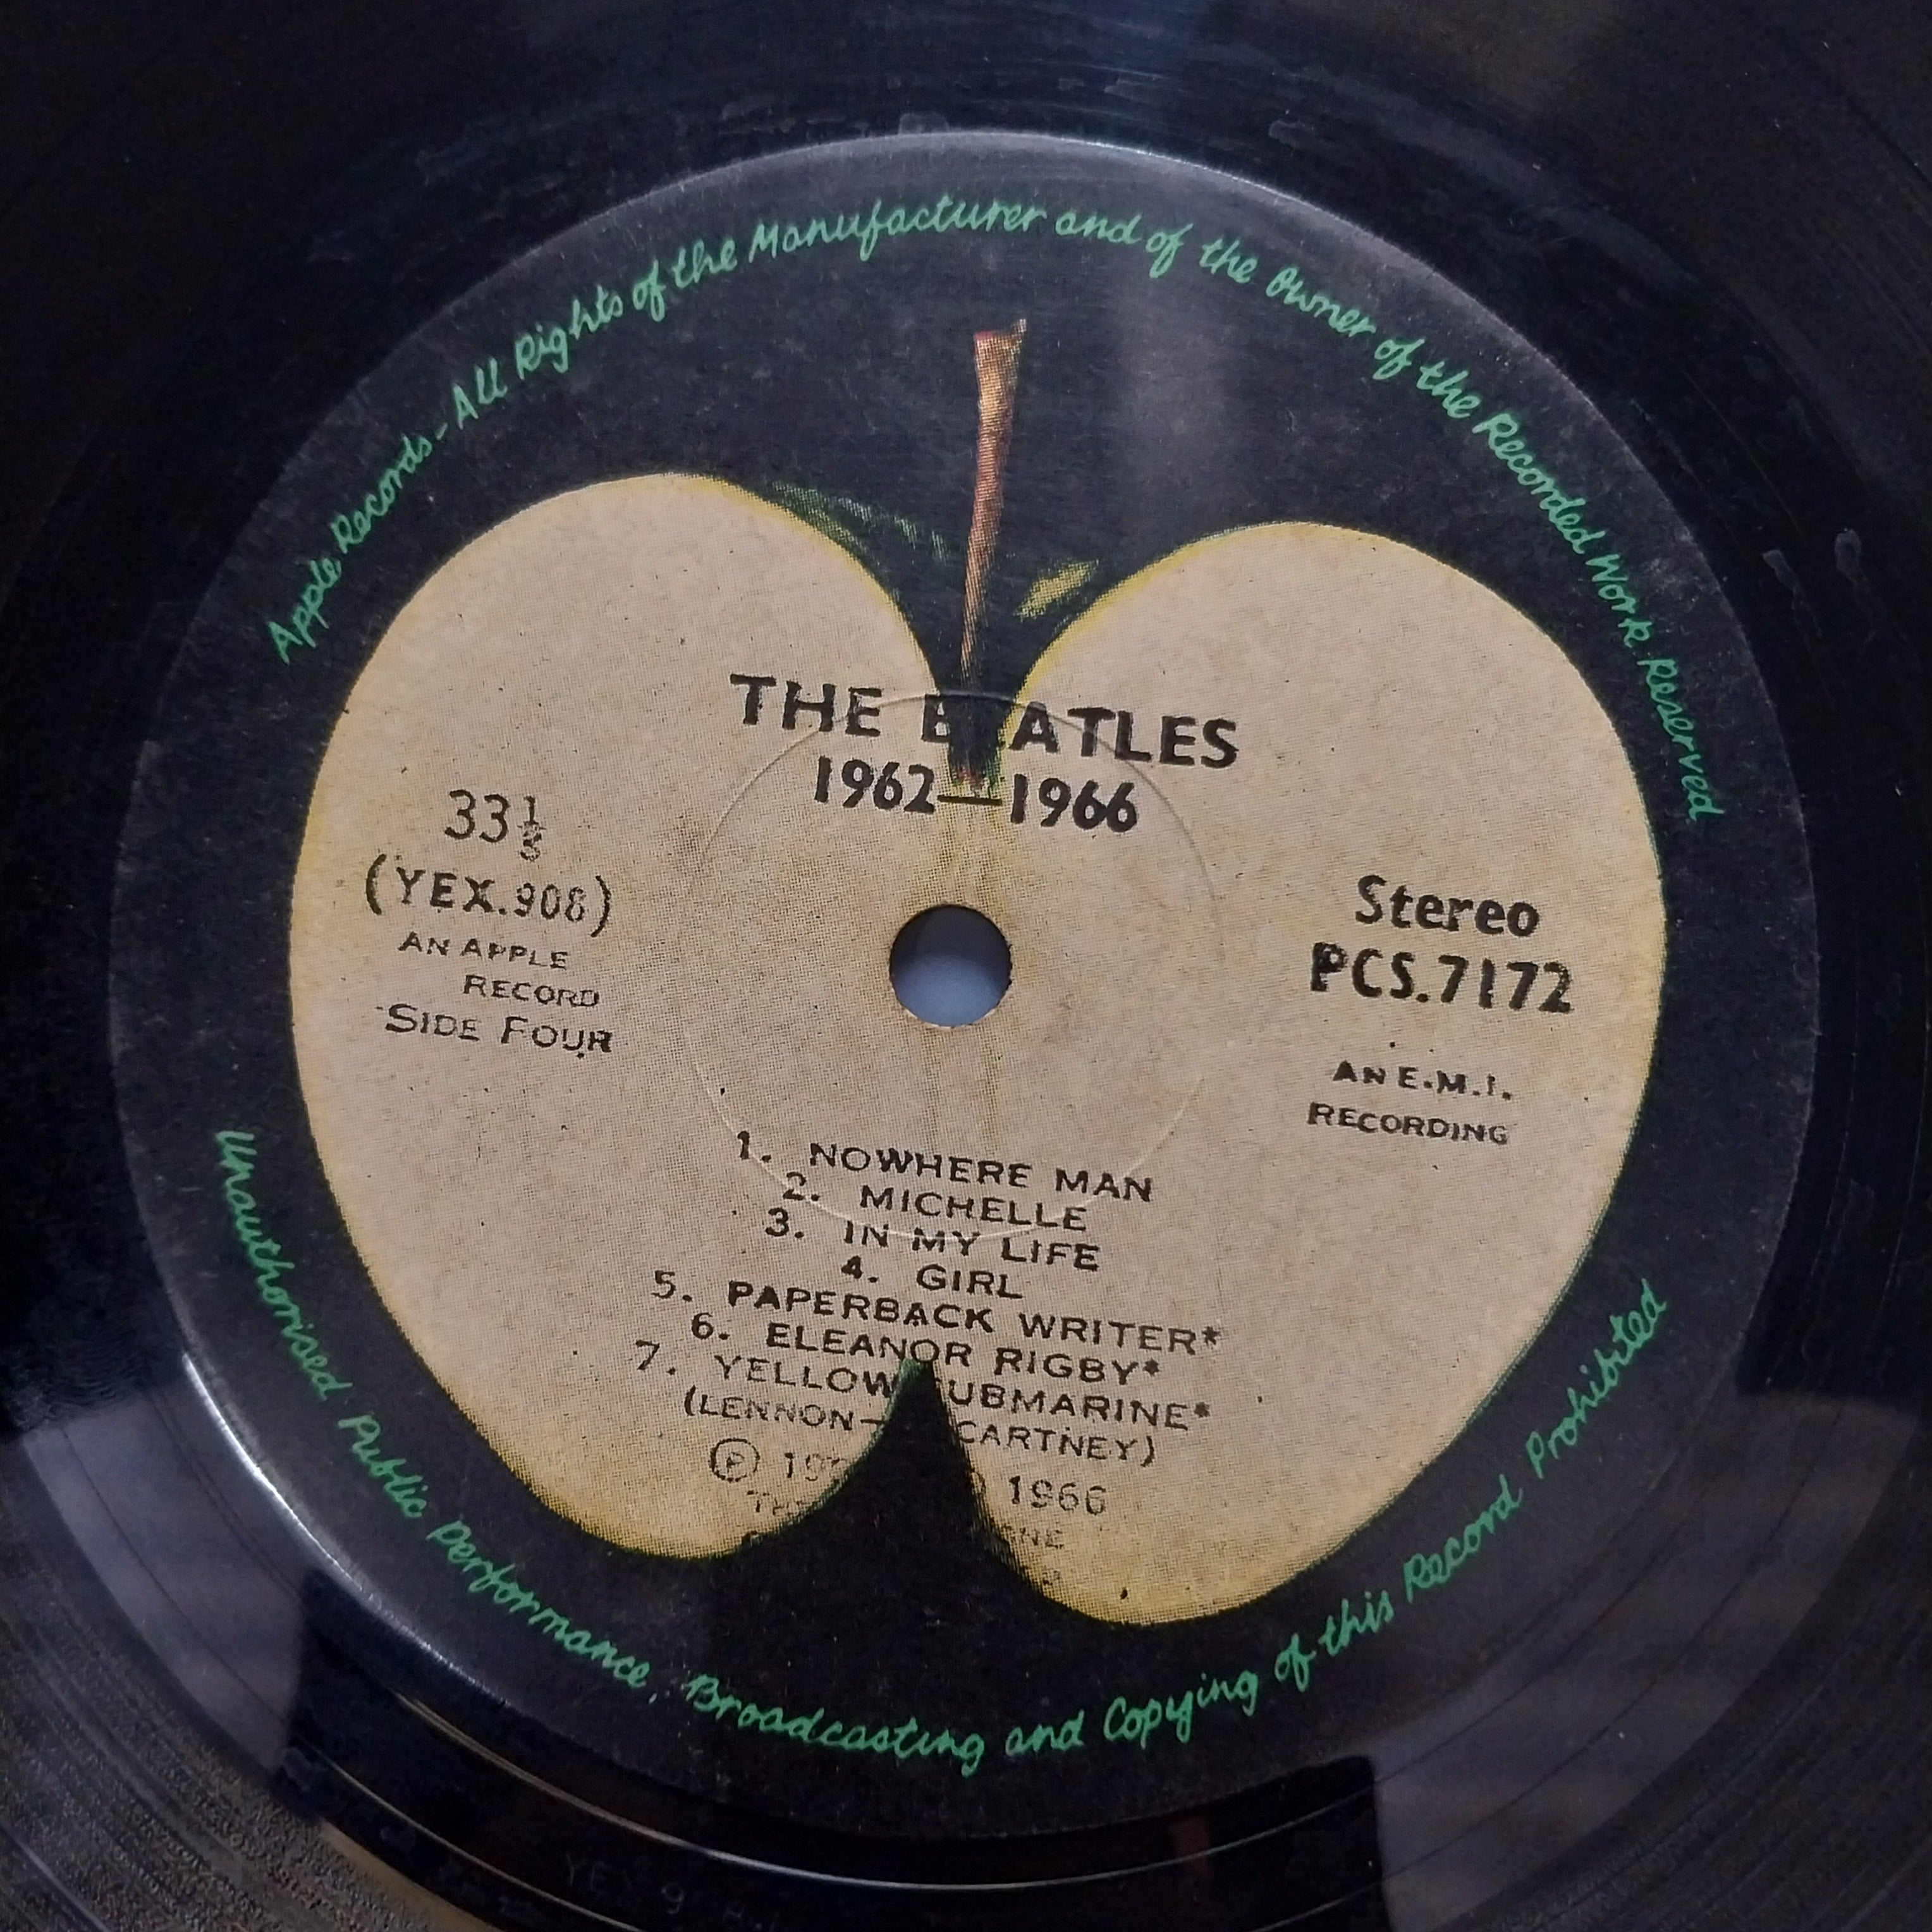 Apple Records - All Rights of the Manufacturer and of the Owner of the Recorded Work Reserved
THE BEATLES
1962—1966
33⅓
(YEX.908)
AN APPLE
RECORD
SIDE FOUR
Stereo
PCS.7172
AN E.M.I.
RECORDING
1. NOWHERE MAN
2. MICHELLE
3. IN MY LIFE
4. GIRL
5. PAPERBACK WRITER*
6. ELEANOR RIGBY*
7. YELLOW SUBMARINE*
(LENNON— CARTNEY)
Ⓟ 1966
Unauthorised Public Performance, Broadcasting and Copying of this Record Prohibited